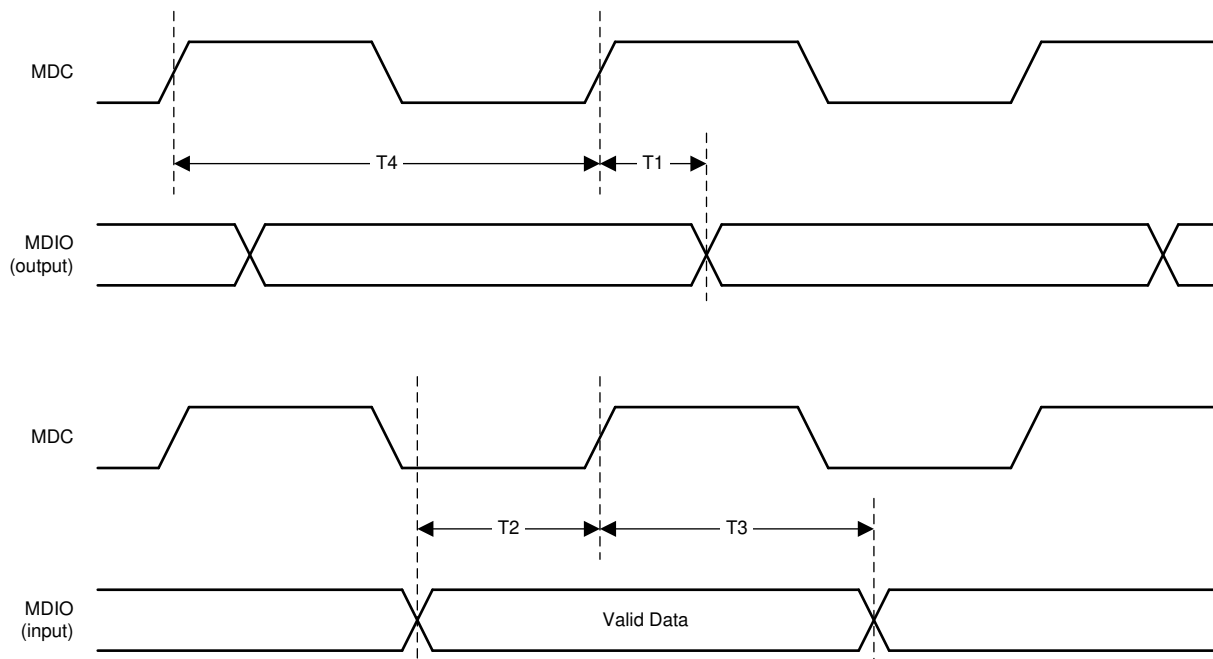 MDC
T4
T1
MDIO
(output)
MDC
T2
T3
MDIO
(input)
Valid Data